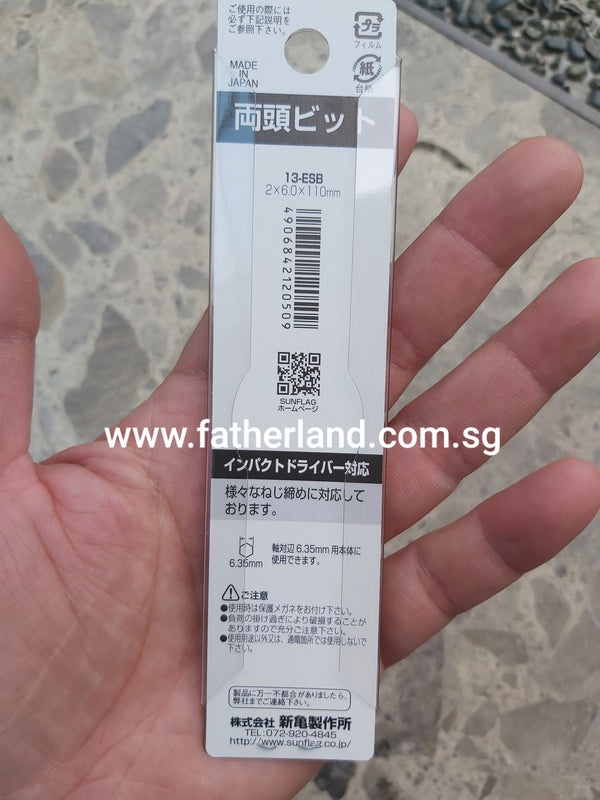 ご使用の際には
必ず下記説明を
ご参照下さい。
プラ
フィルム
MADE
IN
JAPAN
紙
台紙
両頭ビット
13-ESB
2×6.0×110mm
4906842120509
SUNFLAG
ホームページ
www.fatherland.com.sg
インパクトドライバー対応
様々なねじ締めに対応して
おります。
6.35mm
軸対辺6.35mm用本体に
使用できます。
ご注意
●使用時は保護メガネをお付け下さい。
●負荷の掛け過ぎにより破損することが
ありますので充分ご注意下さい。
●使用用途以外又は、通電箇所では使用しないで
下さい。
製品に万一不都合がありましたら、
弊社までご連絡下さい。
株式会社 新亀製作所
TEL:072-920-4845
http://www.sunflag.co.jp/